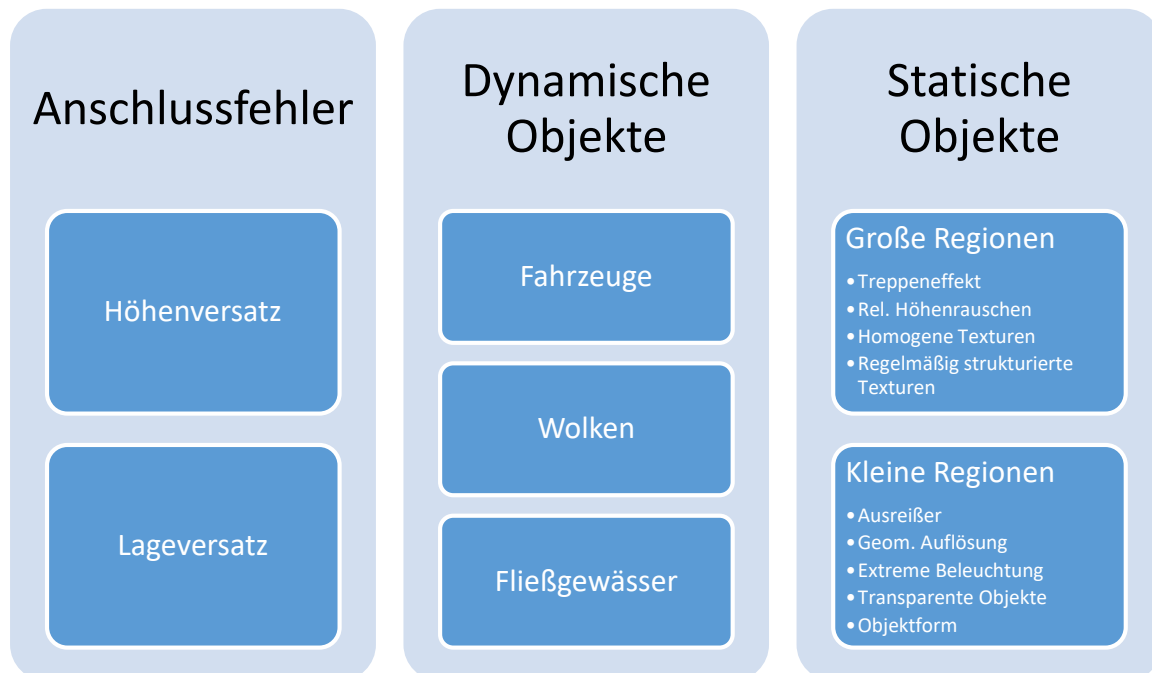 Anschlussfehler
Höhenversatz
Lageversatz
Dynamische
Objekte
Fahrzeuge
Wolken
Fließgewässer
Statische
Objekte
Große Regionen
•Treppeneffekt
•Rel. Höhenrauschen
•Homogene Texturen
•Regelmäßig strukturierte
Texturen
Kleine Regionen
•Ausreißer
•Geom. Auflösung
•Extreme Beleuchtung
•Transparente Objekte
•Objektform